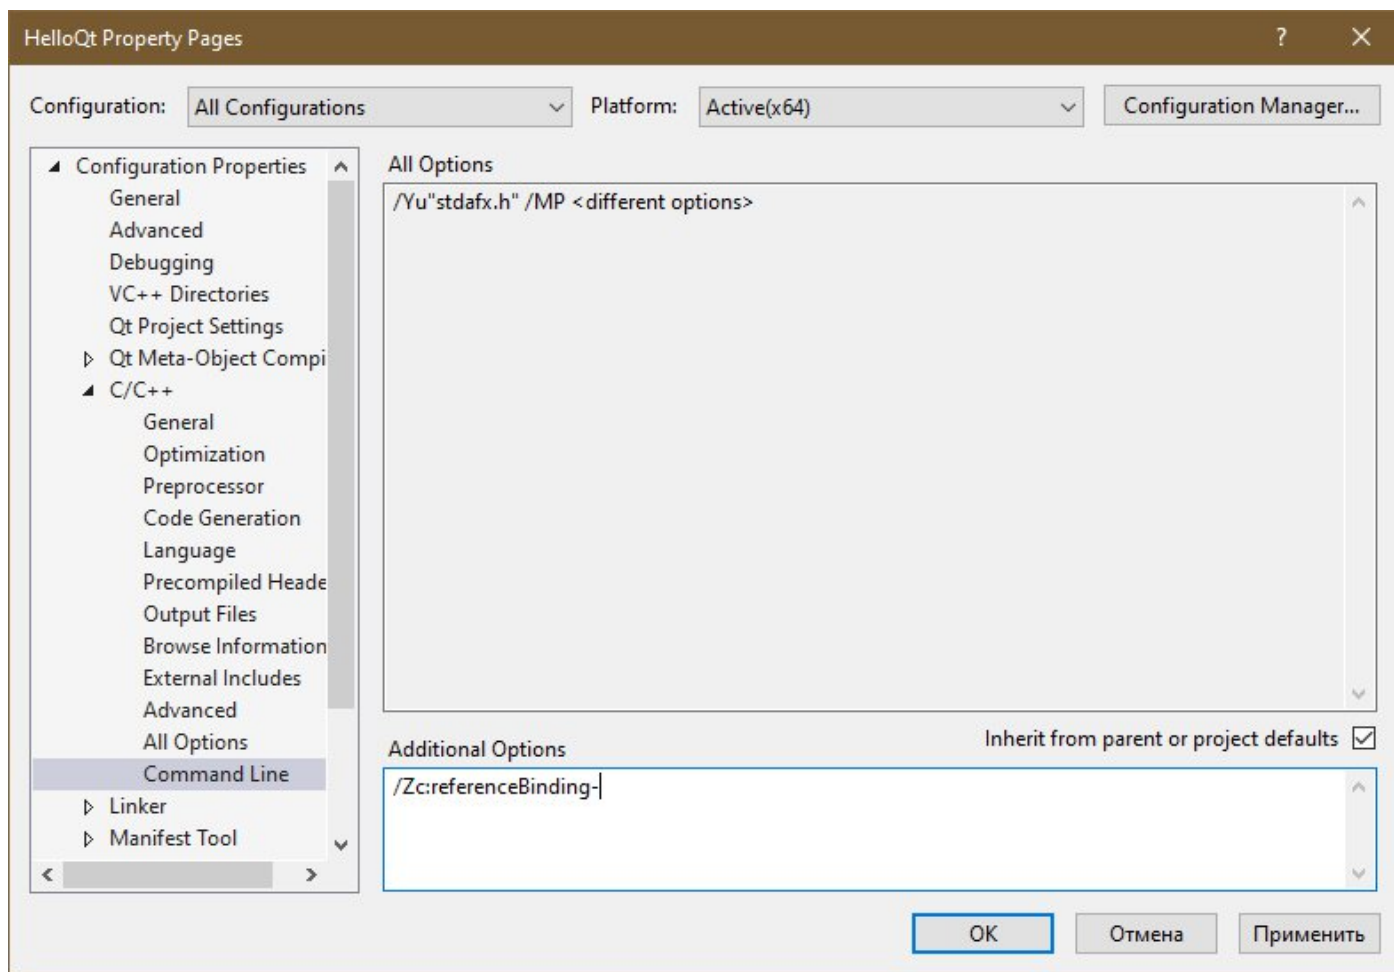 HelloQt Property Pages
?
Configuration:
All Configurations
Platform:
Active(x64)
Configuration Manager...
Configuration Properties
General
Advanced
Debugging
VC++ Directories
Qt Project Settings
Qt Meta-Object Compi
C/C++
General
Optimization
Preprocessor
Code Generation
Language
Precompiled Heade
Output Files
Browse Information
External Includes
Advanced
All Options
Command Line
Linker
Manifest Tool
All Options
/Yu"stdafx.h" /MP <different options>
Additional Options
Inherit from parent or project defaults
/Zc:referenceBinding-
OK
Отмена
Применить